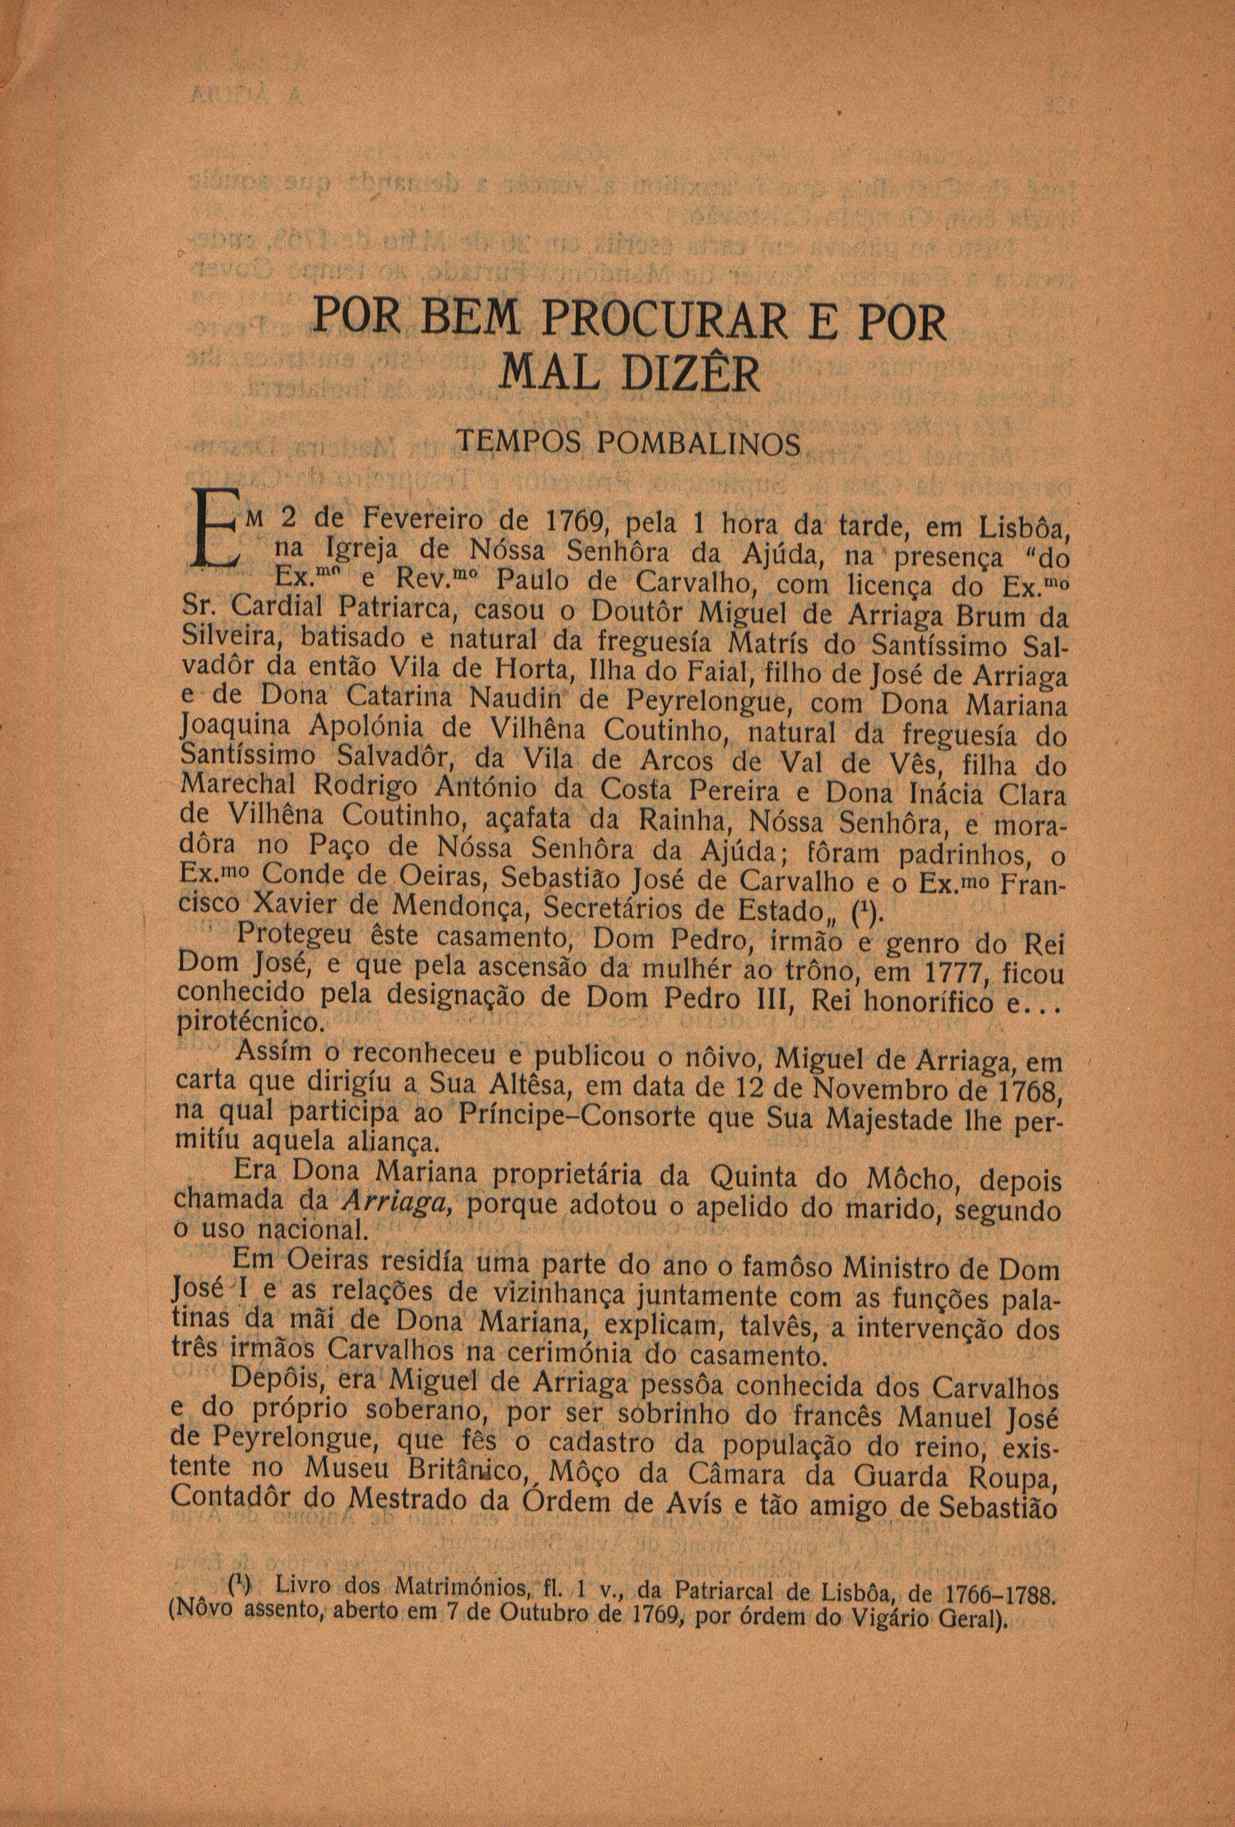 POR BEM PROCURAR E POR
MAL DIZÊR
TEMPOS POMBALINOS
EM 2 de Fevereiro de 1769, pela 1 hora da tarde, em Lisbôa,
na Igreja de Nóssa Senhôra da Ajúda, na presença "do
Ex.mo e Rev.mo Paulo de Carvalho, com licença do Ex.mo
Sr. Cardial Patriarca, casou o Doutôr Miguel de Arriaga Brum da
Silveira, batisado e natural da freguesía Matrís do Santíssimo Sal-
vadôr da então Vila de Horta, Ilha do Faial, filho de José de Arriaga
e de Dona Catarina Naudin de Peyrelongue, com Dona Mariana
Joaquina Apolónia de Vilhêna Coutinho, natural da freguesía do
Santíssimo Salvadôr, da Vila de Arcos de Val de Vês, filha do
Marechal Rodrigo António da Costa Pereira e Dona Inácia Clara
de Vilhêna Coutinho, açafata da Rainha, Nóssa Senhôra, e mora-
dôra no Paço de Nóssa Senhôra da Ajúda; fôram padrinhos, o
Ex.mo Conde de Oeiras, Sebastião José de Carvalho e o Ex.mo Fran-
cisco Xavier de Mendonça, Secretários de Estado„ (¹).
Protegeu êste casamento, Dom Pedro, irmão e genro do Rei
Dom José, e que pela ascensão da mulhér ao trôno, em 1777, ficou
conhecido pela designação de Dom Pedro III, Rei honorífico e...
pirotécnico.
Assím o reconheceu e publicou o nôivo, Miguel de Arriaga, em
carta que dirigíu a Sua Altêsa, em data de 12 de Novembro de 1768,
na qual participa ao Príncipe-Consorte que Sua Majestade lhe per-
mitíu aquela aliança.
Era Dona Mariana proprietária da Quinta do Môcho, depois
chamada da Arriaga, porque adotou o apelido do marido, segundo
o uso nacional.
Em Oeiras residía uma parte do ano o famôso Ministro de Dom
José I e as relações de vizinhança juntamente com as funções pala-
tinas da mãi de Dona Mariana, explicam, talvês, a intervenção dos
três irmãos Carvalhos na cerimónia do casamento.
Depôis, era Miguel de Arriaga pessôa conhecida dos Carvalhos
e do próprio soberano, por ser sobrinho do francês Manuel José
de Peyrelongue, que fês o cadastro da população do reino, exis-
tente no Museu Britânico, Môço da Câmara da Guarda Roupa,
Contadôr do Mestrado da Órdem de Avís e tão amigo de Sebastião
(¹) Livro dos Matrimónios, fl. 1 v., da Patriarcal de Lisbôa, de 1766-1788.
(Nôvo assento, aberto em 7 de Outubro de 1769, por órdem do Vigário Geral).